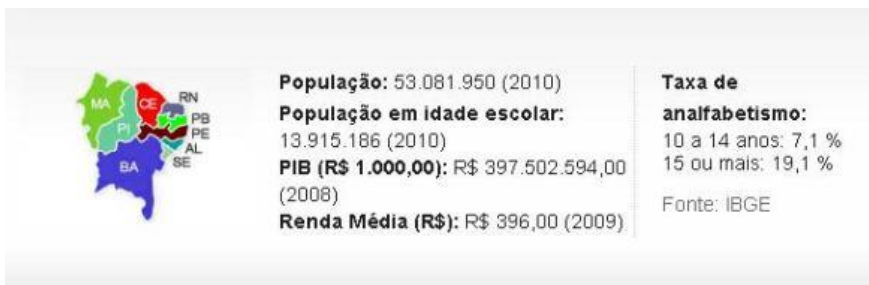 MA
CE
RN
PB
PI
PE
AL
BA
SE
População: 53.081.950 (2010)
População em idade escolar:
13.915.186 (2010)
PIB (R$ 1.000,00): R$ 397.502.594,00
(2008)
Renda Média (R$): R$ 396,00 (2009)
Taxa de
analfabetismo:
10 a 14 anos: 7,1 %
15 ou mais: 19,1 %
Fonte: IBGE